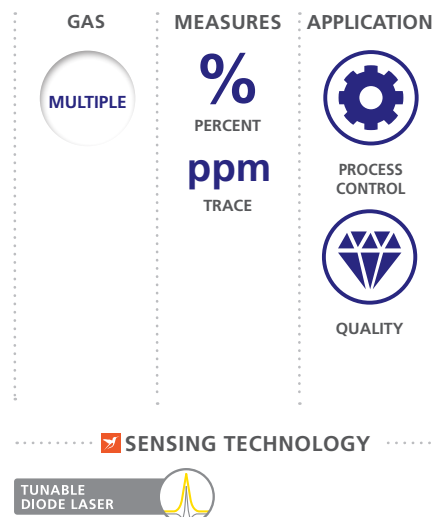 GAS
MULTIPLE
MEASURES
%
PERCENT
ppm
TRACE
APPLICATION
PROCESS
CONTROL
QUALITY
SENSING TECHNOLOGY
TUNABLE
DIODE LASER